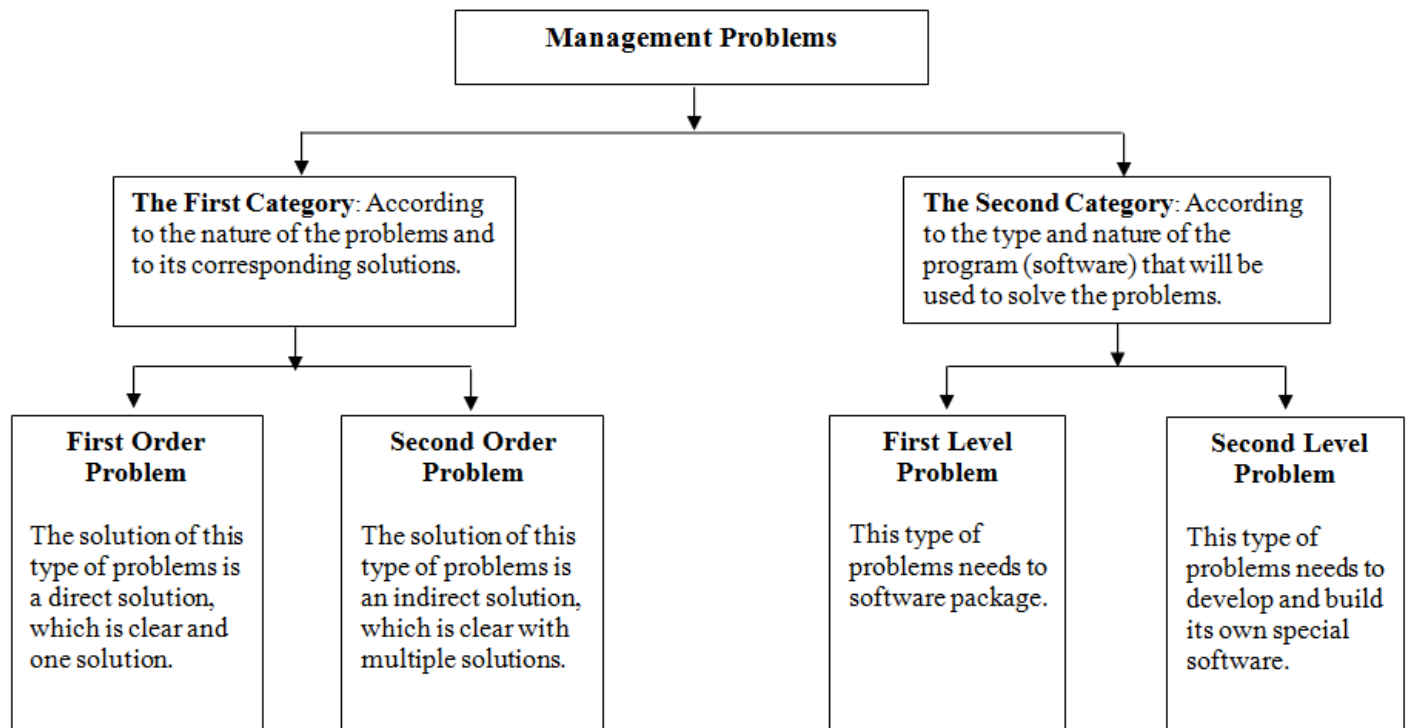 Management Problems
The First Category: According
to the nature of the problems and
to its corresponding solutions.
The Second Category: According
to the type and nature of the
program (software) that will be
used to solve the problems.
First Order
Problem
The solution of this
type of problems is
a direct solution,
which is clear and
one solution.
Second Order
Problem
The solution of this
type of problems is
an indirect solution,
which is clear with
multiple solutions.
First Level
Problem
This type of
problems needs to
software package.
Second Level
Problem
This type of
problems needs to
develop and build
its own special
software.